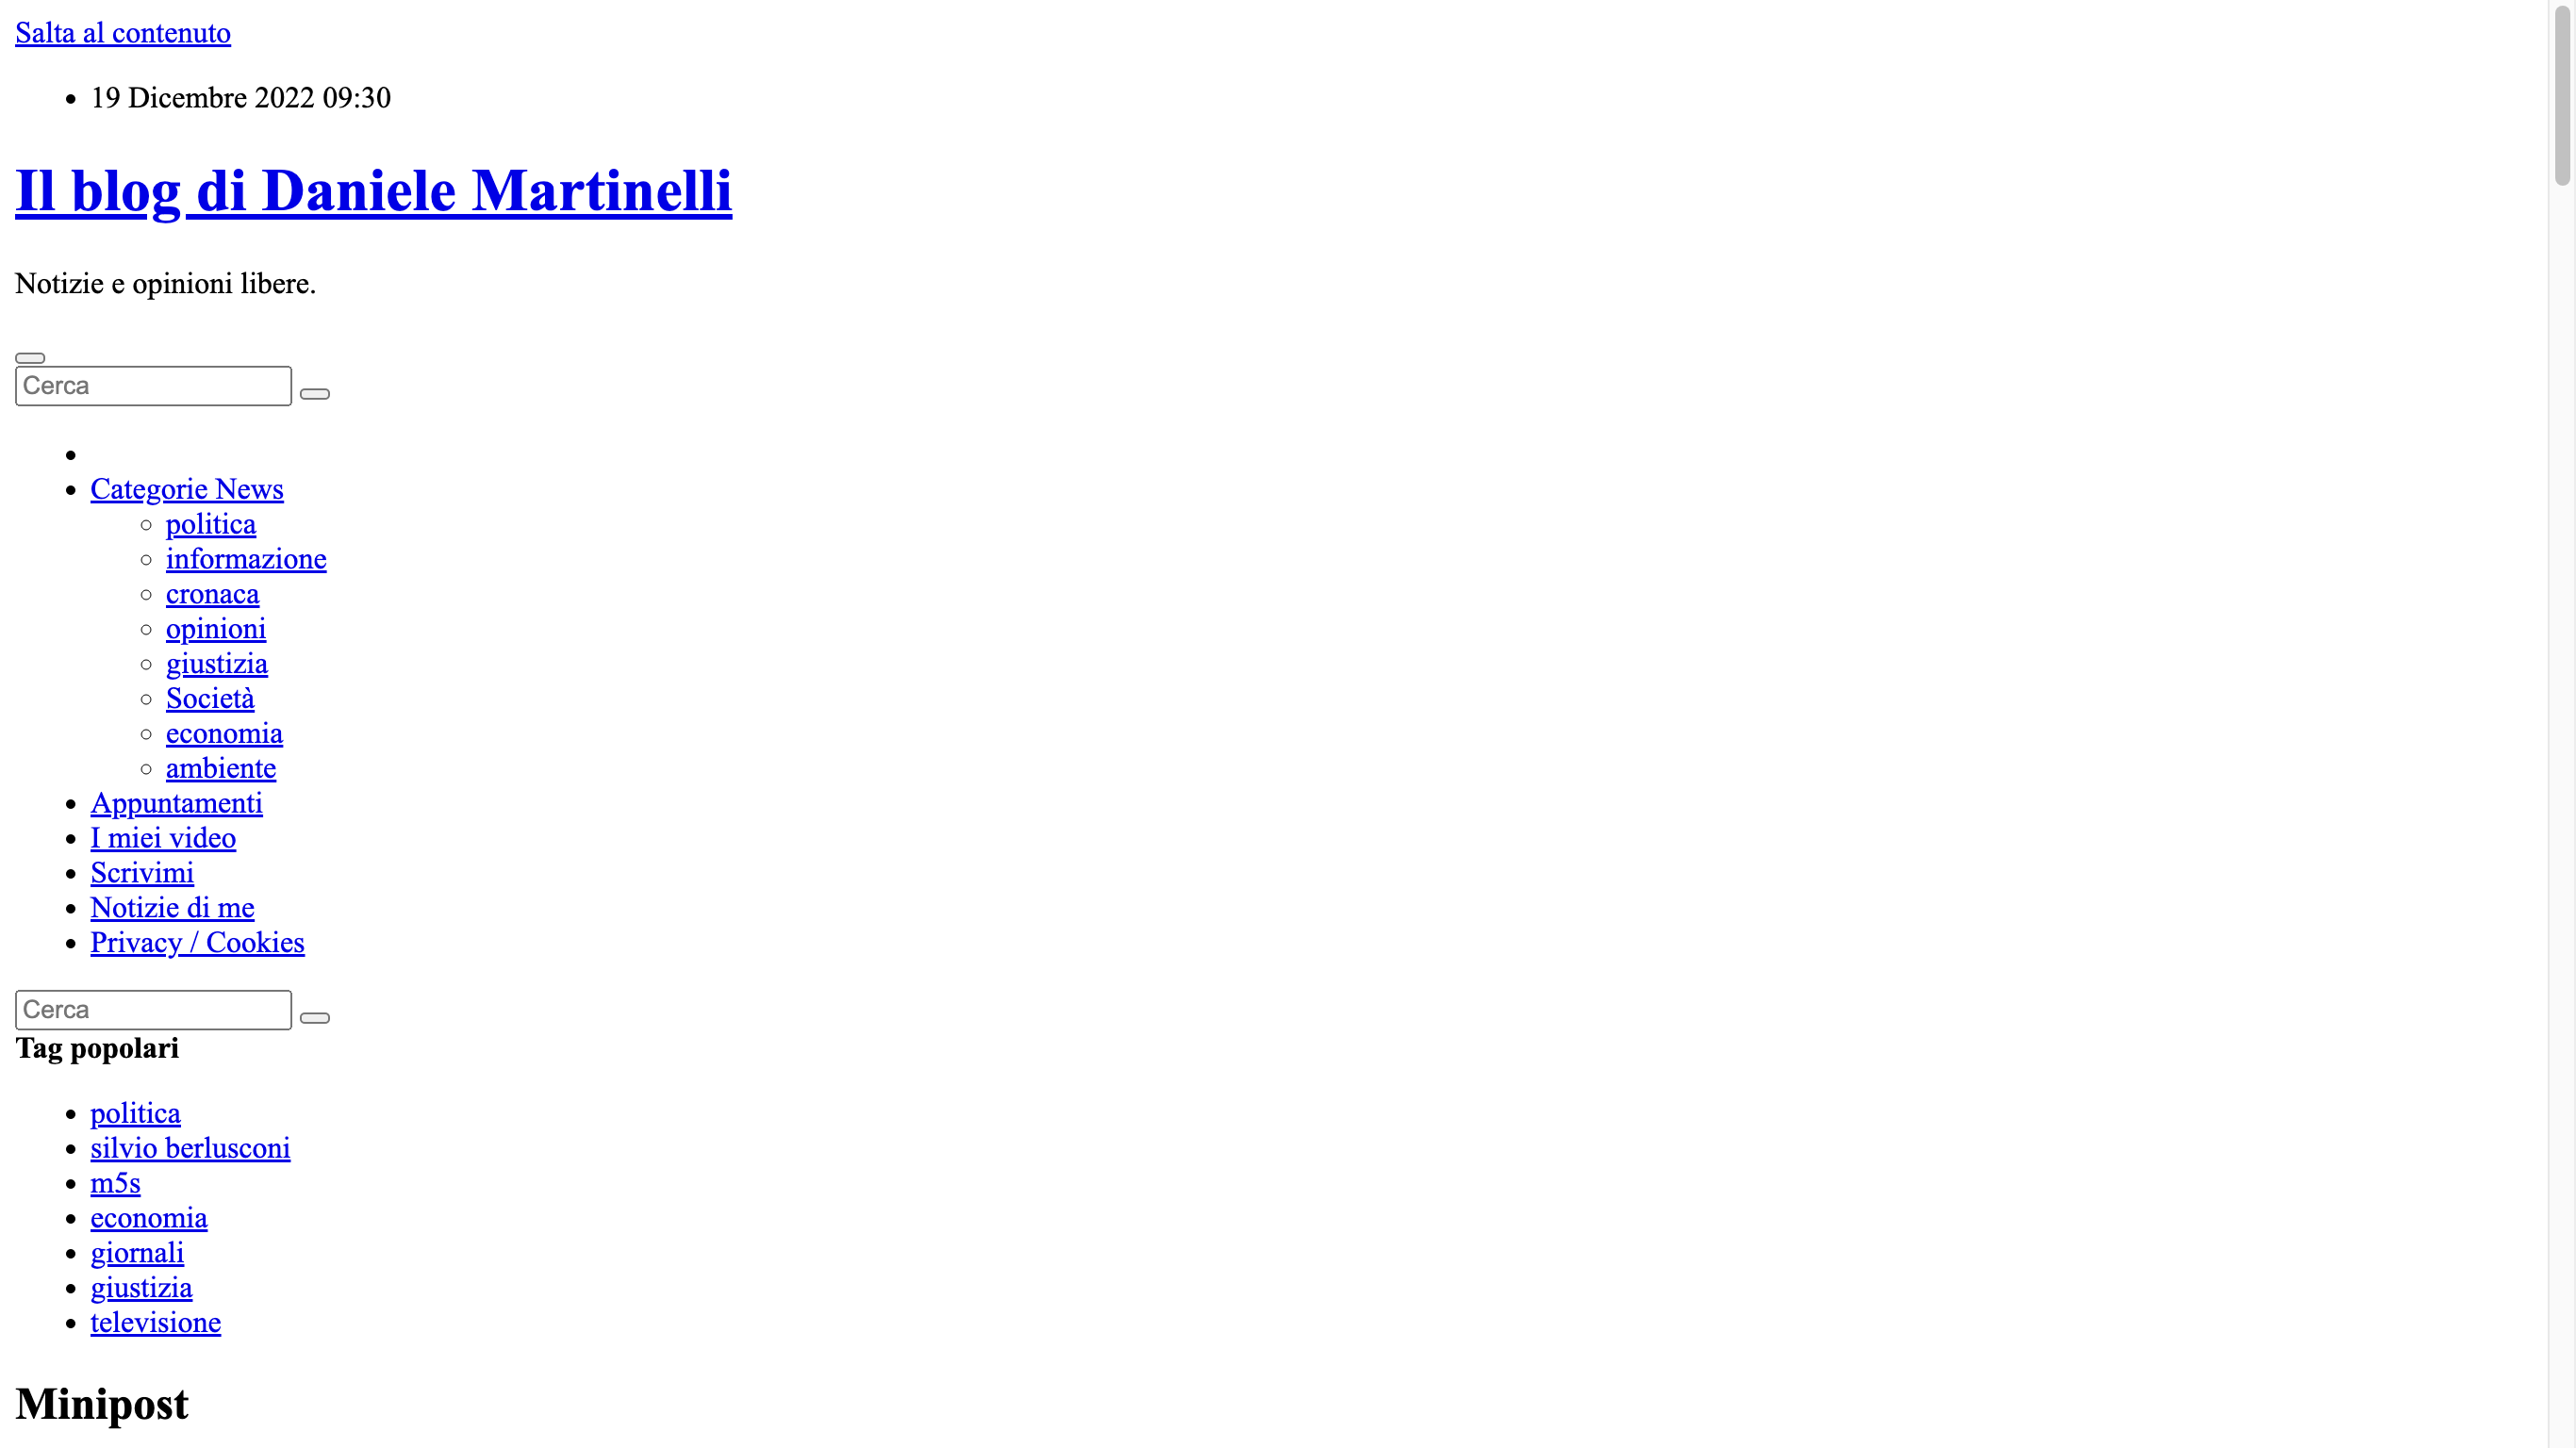 Salta al contenuto
19 Dicembre 2022 09:30
Il blog di Daniele Martinelli
Notizie e opinioni libere.
Cerca
Categorie News
politica
informazione
cronaca
opinioni
giustizia
Società
economia
ambiente
Appuntamenti
I miei video
Scrivimi
Notizie di me
Privacy / Cookies
Cerca
Tag popolari
politica
silvio berlusconi
m5s
economia
giornali
giustizia
televisione
Minipost